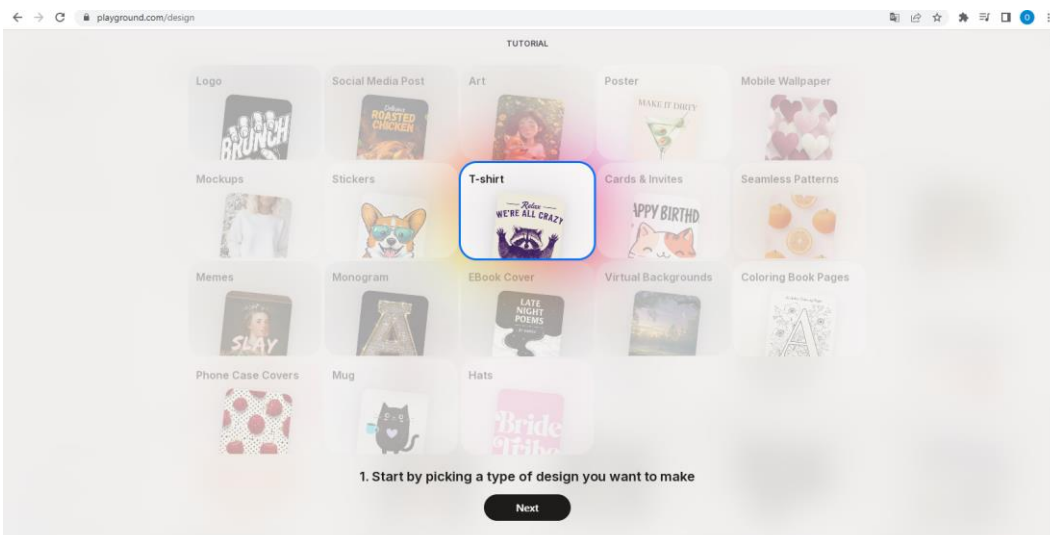 playground.com/design
TUTORIAL
Logo
Social Media Post
Art
Poster
Mobile Wallpaper
BRUNCH
Delicious
ROASTED
CHICKEN
MAKE IT DIRTY
Mockups
Stickers
T-shirt
Cards & Invites
Seamless Patterns
Relax
WE'RE ALL CRAZY
APPY BIRTHD
Memes
Monogram
EBook Cover
Virtual Backgrounds
Coloring Book Pages
SLAY
A
LATE
NIGHT
POEMS
A
Phone Case Covers
Mug
Hats
Bride
Tribe
1. Start by picking a type of design you want to make
Next